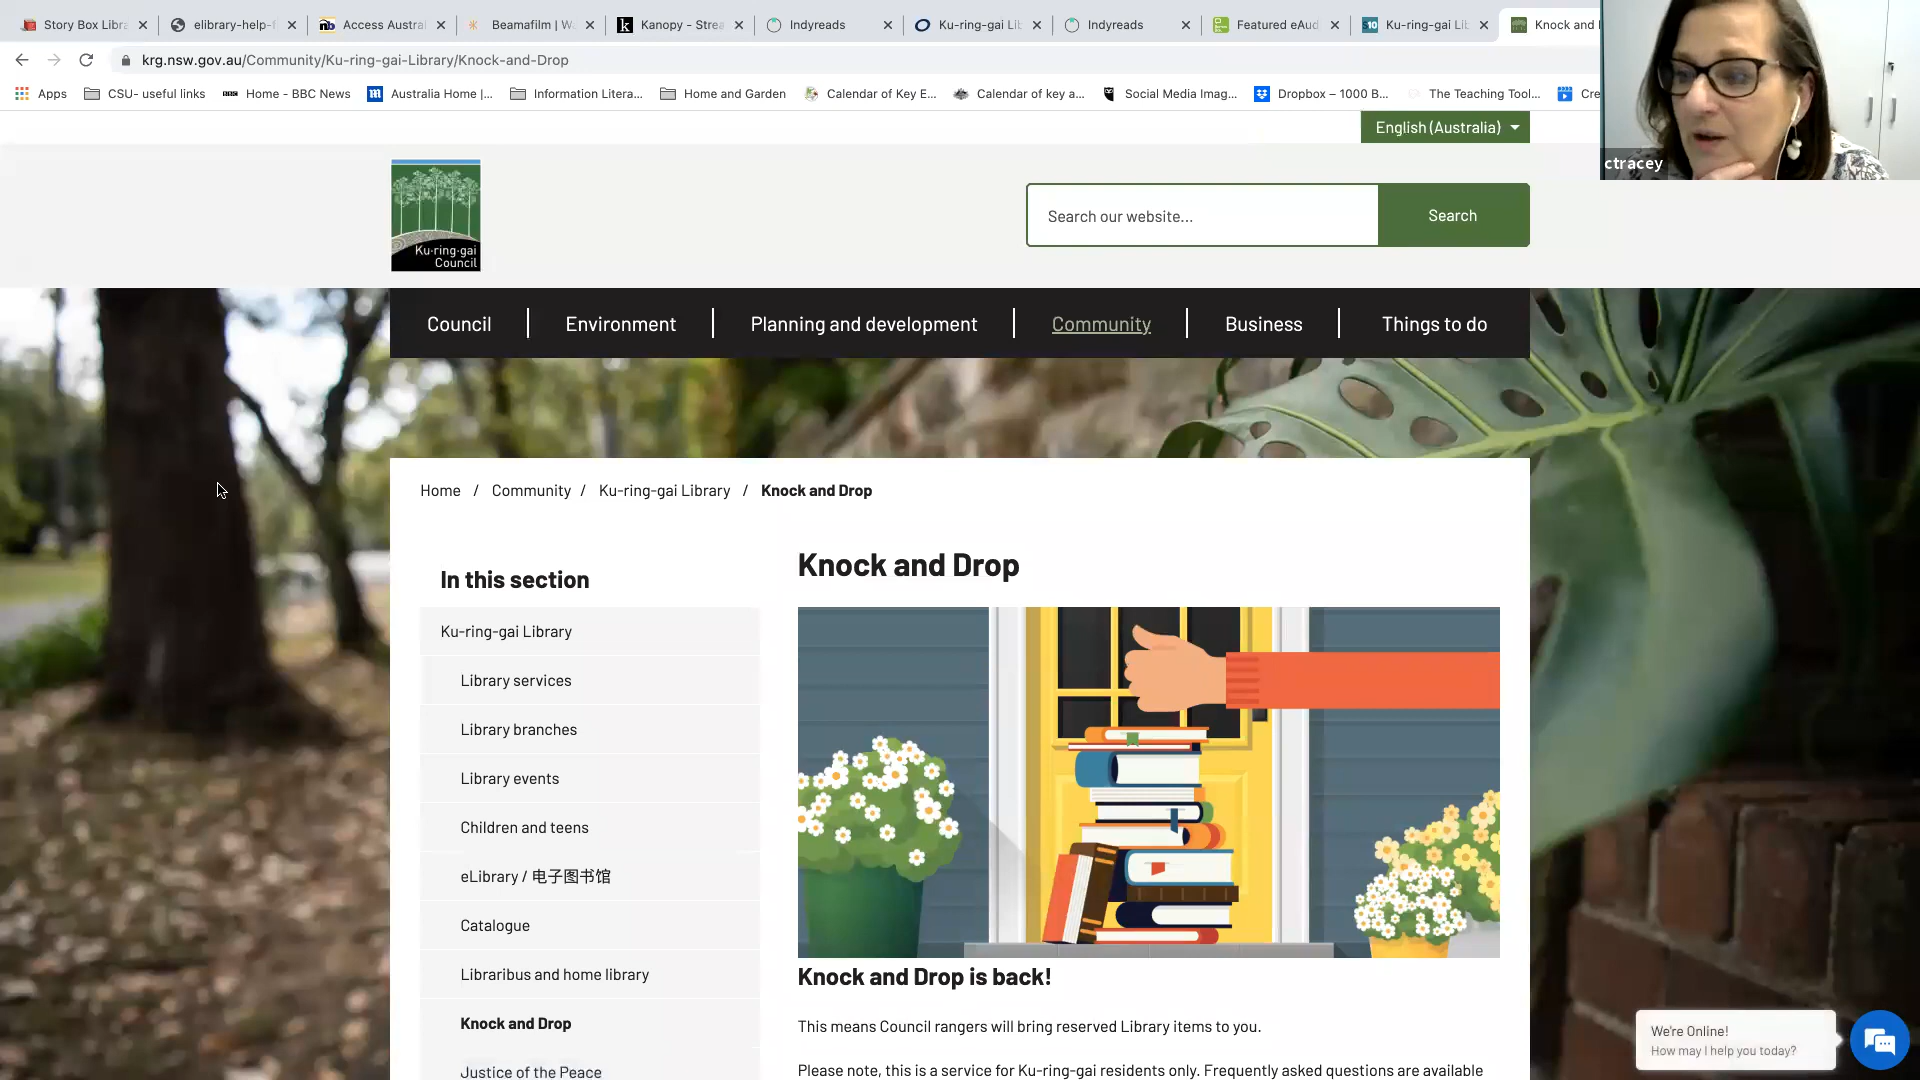 Story Box Libra
elibrary-help-f
Access Austral
Beamafilm | W
Kanopy - Strea
Indyreads
Ku-ring-gai Lib
Indyreads
Featured eAud
Ku-ring-gai Lib
Knock and
krg.nsw.gov.au/Community/Ku-ring-gai-Library/Knock-and-Drop
Apps
CSU- useful links
Home - BBC News
Australia Home |...
Information Litera...
Home and Garden
Calendar of Key E...
Calendar of key a...
Social Media Imag...
Dropbox – 1000 B...
The Teaching Tool...
Cre
ctracey
English (Australia)
Ku·ring·gai
Council
Search our website...
Search
Council
Environment
Planning and development
Community
Business
Things to do
Home / Community / Ku-ring-gai Library / Knock and Drop
In this section
Ku-ring-gai Library
Library services
Library branches
Library events
Children and teens
eLibrary / 电子图书馆
Catalogue
Libraribus and home library
Knock and Drop
Justice of the Peace
Knock and Drop
Knock and Drop is back!
This means Council rangers will bring reserved Library items to you.
Please note, this is a service for Ku-ring-gai residents only. Frequently asked questions are available
We're Online!
How may I help you today?